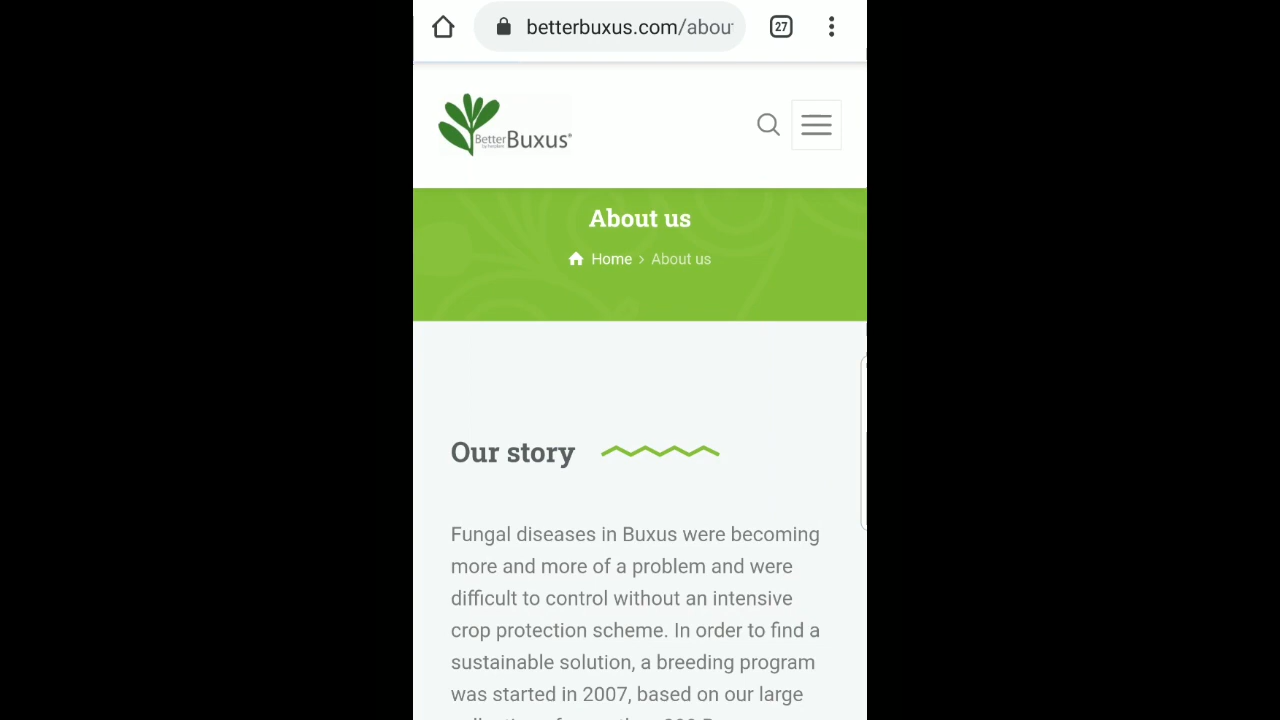 betterbuxus.com/abou
27
Better
Buxus®
About us
Home > About us
Our story
Fungal diseases in Buxus were becoming
more and more of a problem and were
difficult to control without an intensive
crop protection scheme. In order to find a
sustainable solution, a breeding program
was started in 2007, based on our large